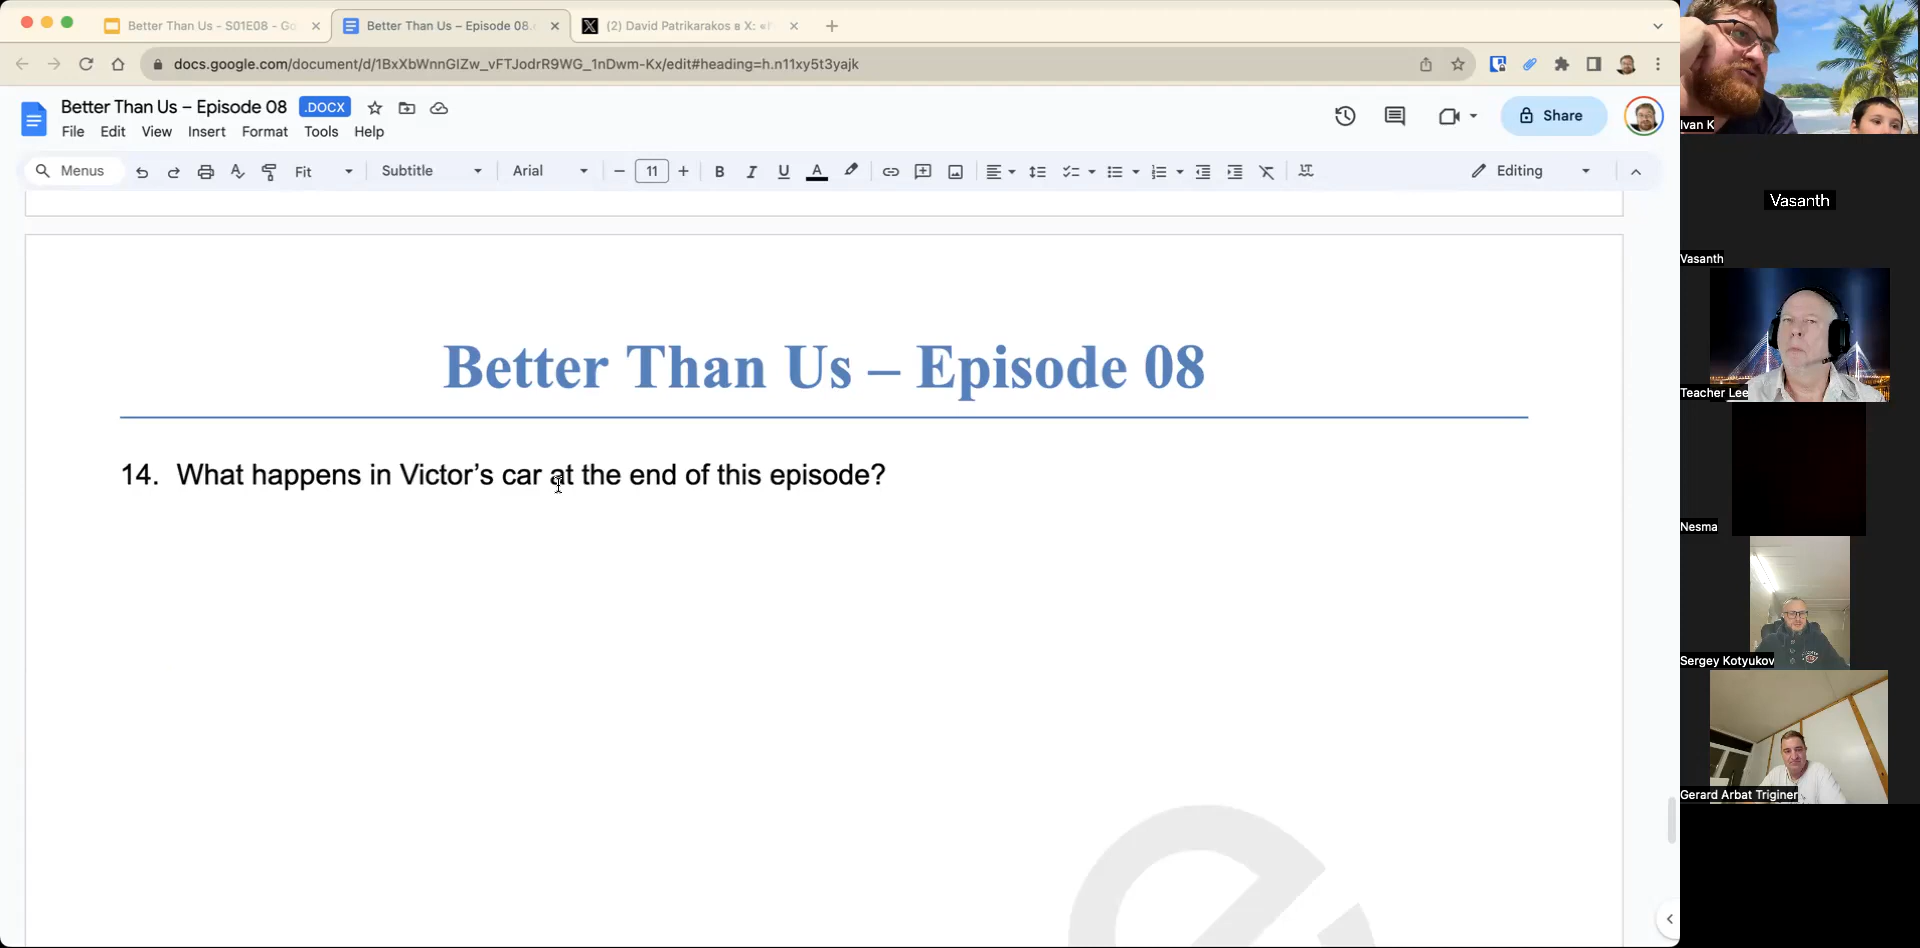 Better Than Us - S01E08 - Go
Better Than Us – Episode 08.
(2) David Patrikarakos в X: «
docs.google.com/document/d/1BxXbWnnGIZw_vFTJodrR9WG_1nDwm-Kx/edit#heading=h.n11xy5t3yajk
Better Than Us – Episode 08 .DOCX
File Edit View Insert Format Tools Help
Share
Menus Fit Subtitle Arial 11 Editing
Better Than Us – Episode 08
14. What happens in Victor’s car at the end of this episode?
Ivan K
Vasanth
Vasanth
Teacher Lee
Nesma
Sergey Kotyukov
Gerard Arbat Triginer